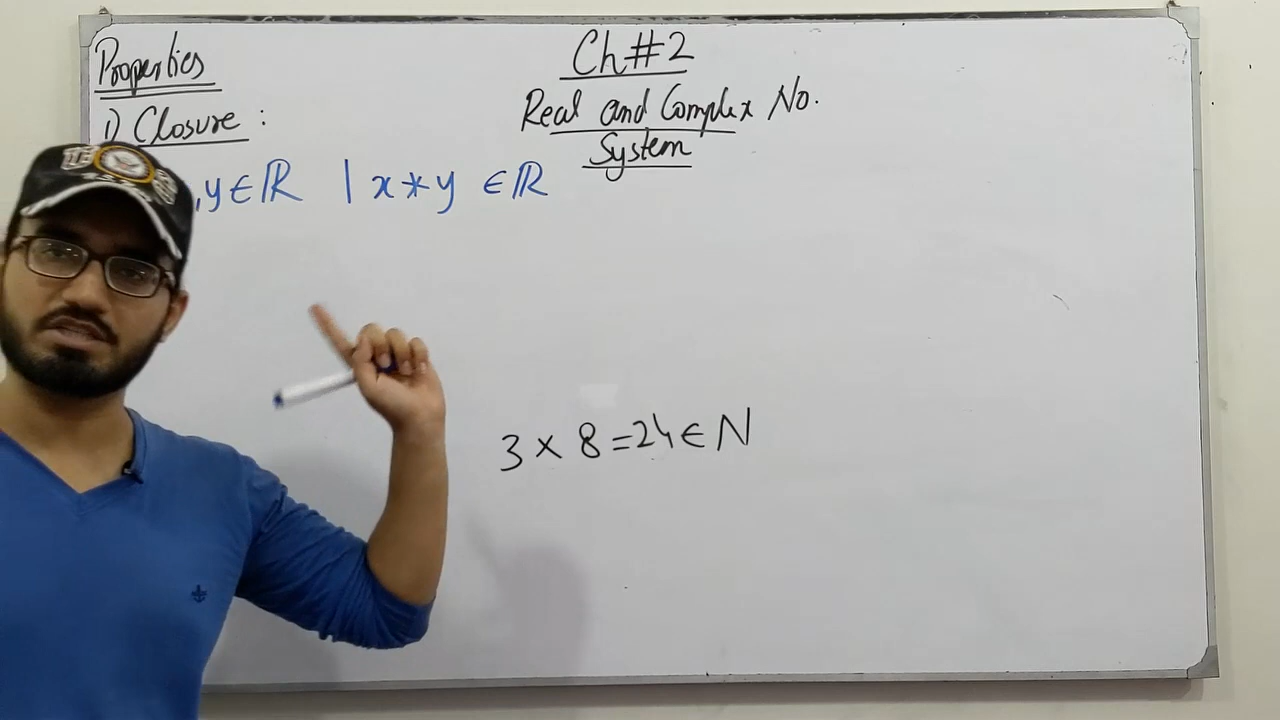 Properties
Ch#2
1) Closure :
Real and Complex No.
System
,y∈ℝ | x*y ∈ℝ
3 × 8 = 24 ∈ N